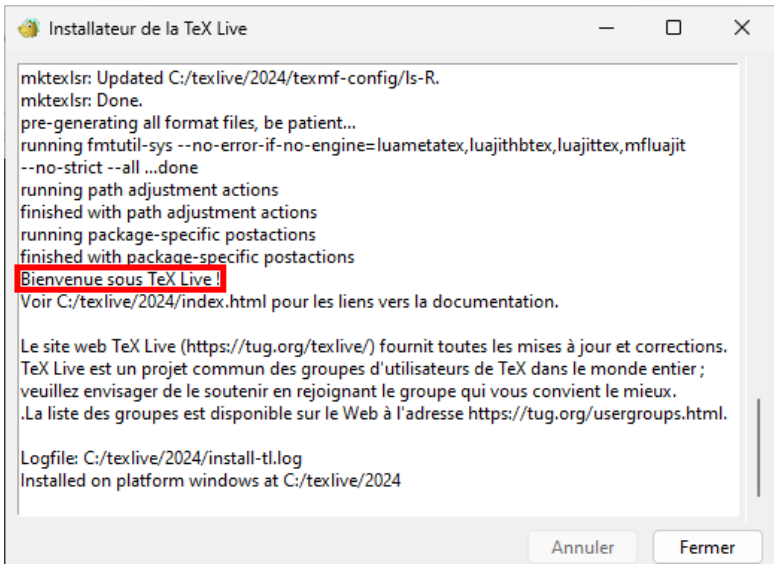 Installateur de la TeX Live
mktexlsr: Updated C:/texlive/2024/texmf-config/ls-R.
mktexlsr: Done.
pre-generating all format files, be patient...
running fmtutil-sys --no-error-if-no-engine=luametatex,luajithbtex,luajittex,mfluajit
--no-strict --all ...done
running path adjustment actions
finished with path adjustment actions
running package-specific postactions
finished with package-specific postactions
Bienvenue sous TeX Live !
Voir C:/texlive/2024/index.html pour les liens vers la documentation.
Le site web TeX Live (https://tug.org/texlive/) fournit toutes les mises à jour et corrections.
TeX Live est un projet commun des groupes d'utilisateurs de TeX dans le monde entier ;
veuillez envisager de le soutenir en rejoignant le groupe qui vous convient le mieux.
.La liste des groupes est disponible sur le Web à l'adresse https://tug.org/usergroups.html.
Logfile: C:/texlive/2024/install-tl.log
Installed on platform windows at C:/texlive/2024
Annuler
Fermer